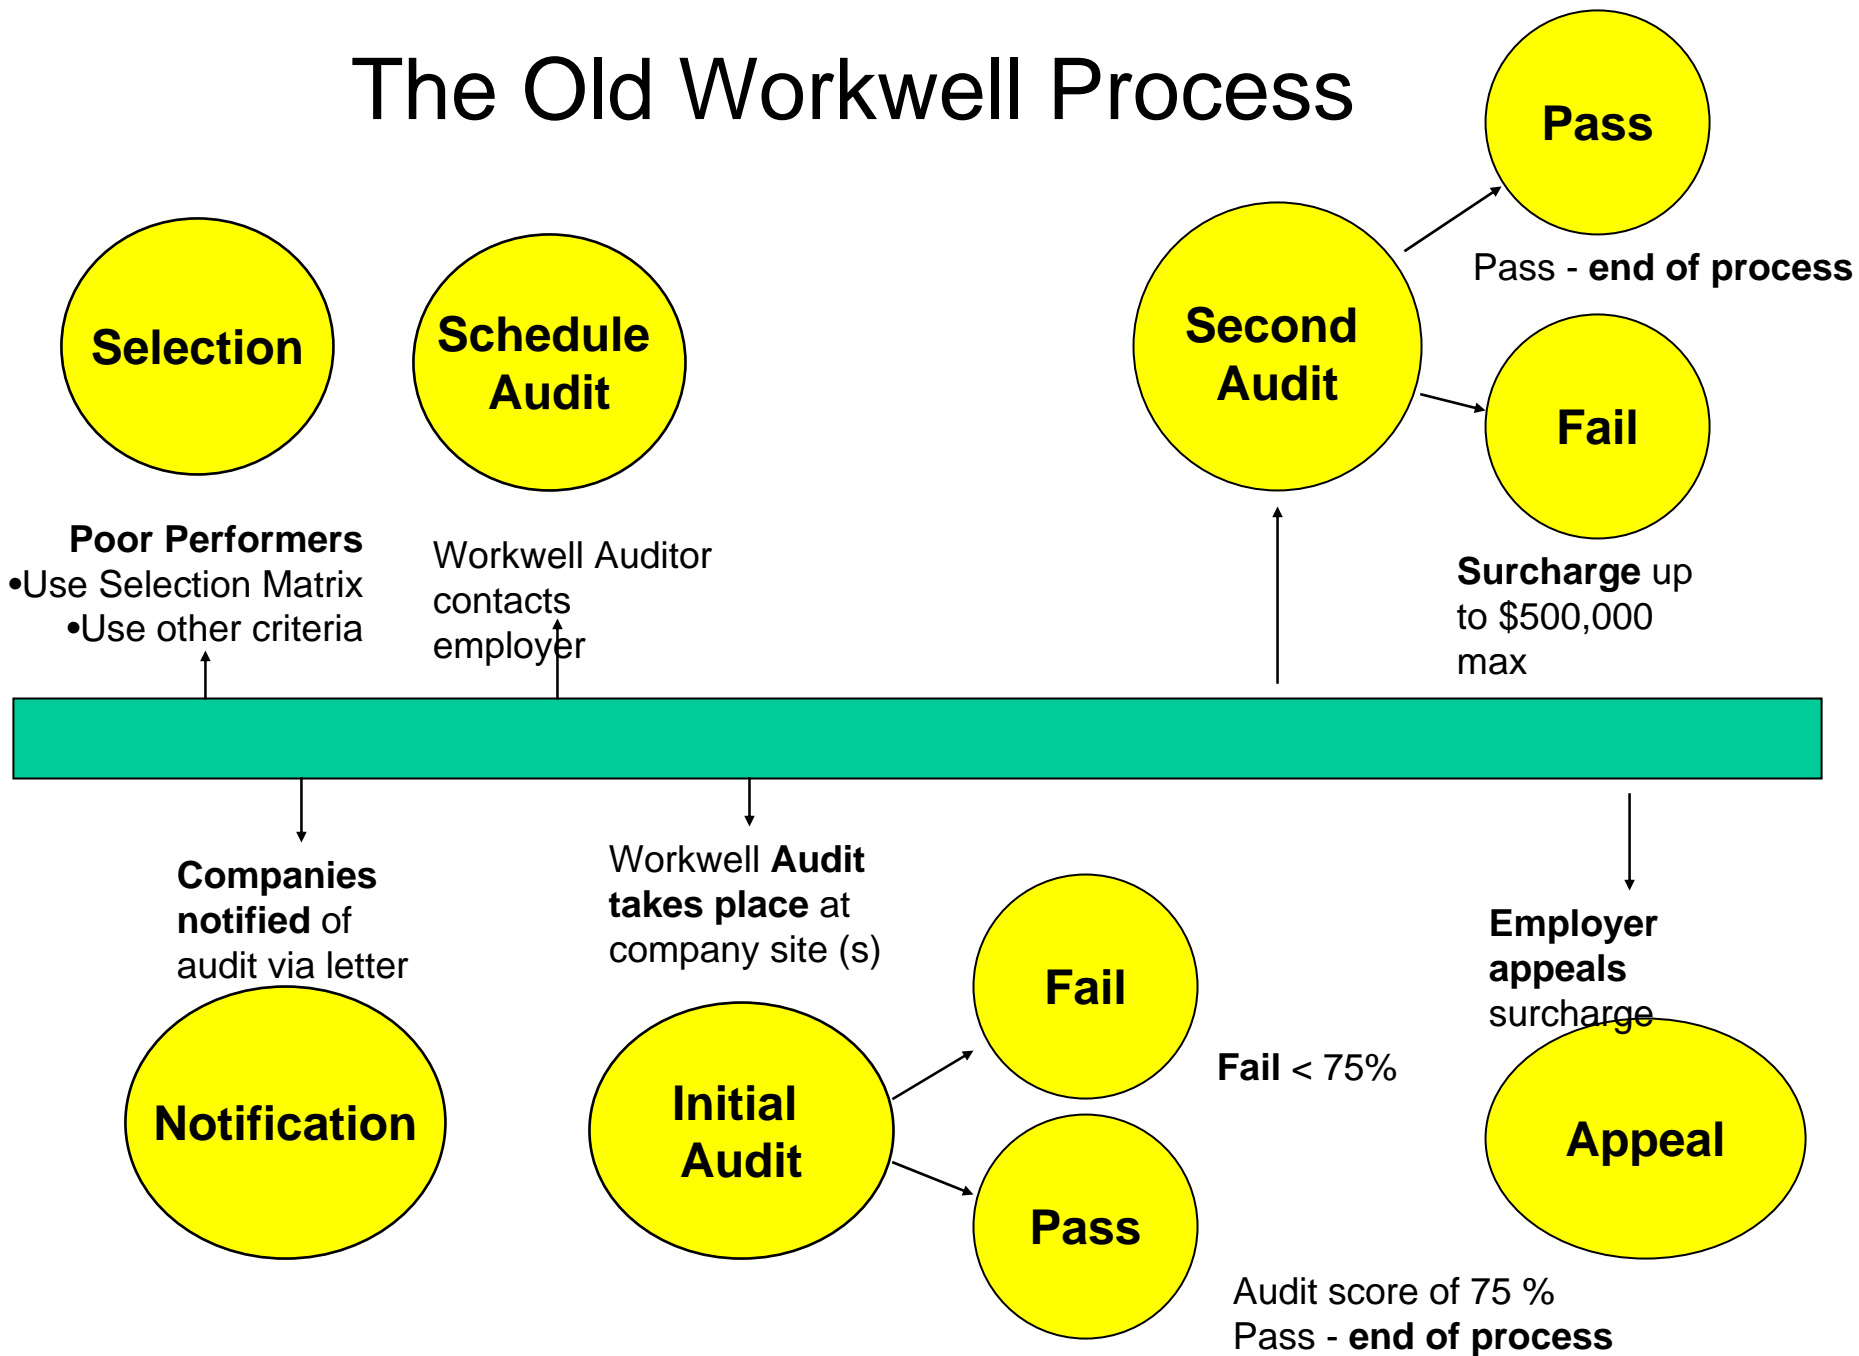 The Old Workwell Process
Pass
Pass - end of process
Selection
Schedule
Audit
Second
Audit
Fail
Poor Performers
•Use Selection Matrix
•Use other criteria
Workwell Auditor
contacts
employer
Surcharge up
to $500,000
max
Companies
notified of
audit via letter
Notification
Workwell Audit
takes place at
company site (s)
Initial
Audit
Fail
Fail < 75%
Pass
Audit score of 75 %
Pass - end of process
Employer
appeals
surcharge
Appeal